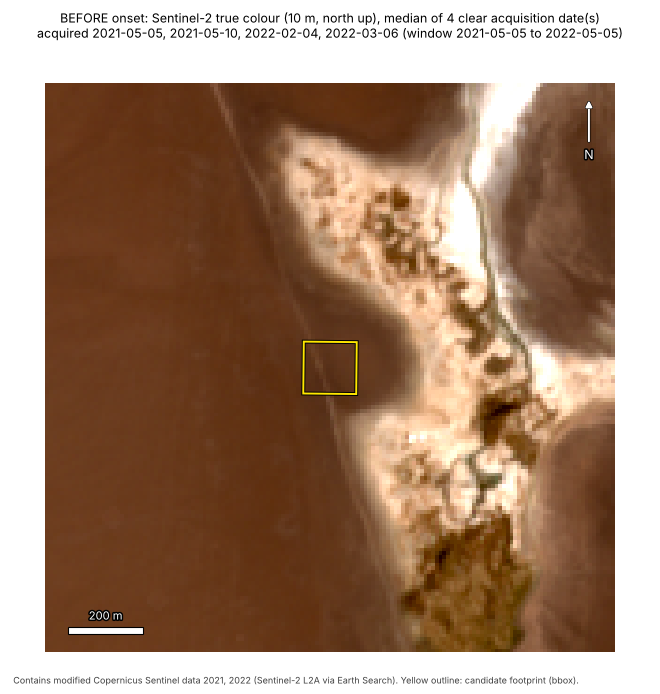 BEFORE onset: Sentinel-2 true colour (10 m, north up), median of 4 clear acquisition date(s)
acquired 2021-05-05, 2021-05-10, 2022-02-04, 2022-03-06 (window 2021-05-05 to 2022-05-05)
N
200 m
Contains modified Copernicus Sentinel data 2021, 2022 (Sentinel-2 L2A via Earth Search). Yellow outline: candidate footprint (bbox).